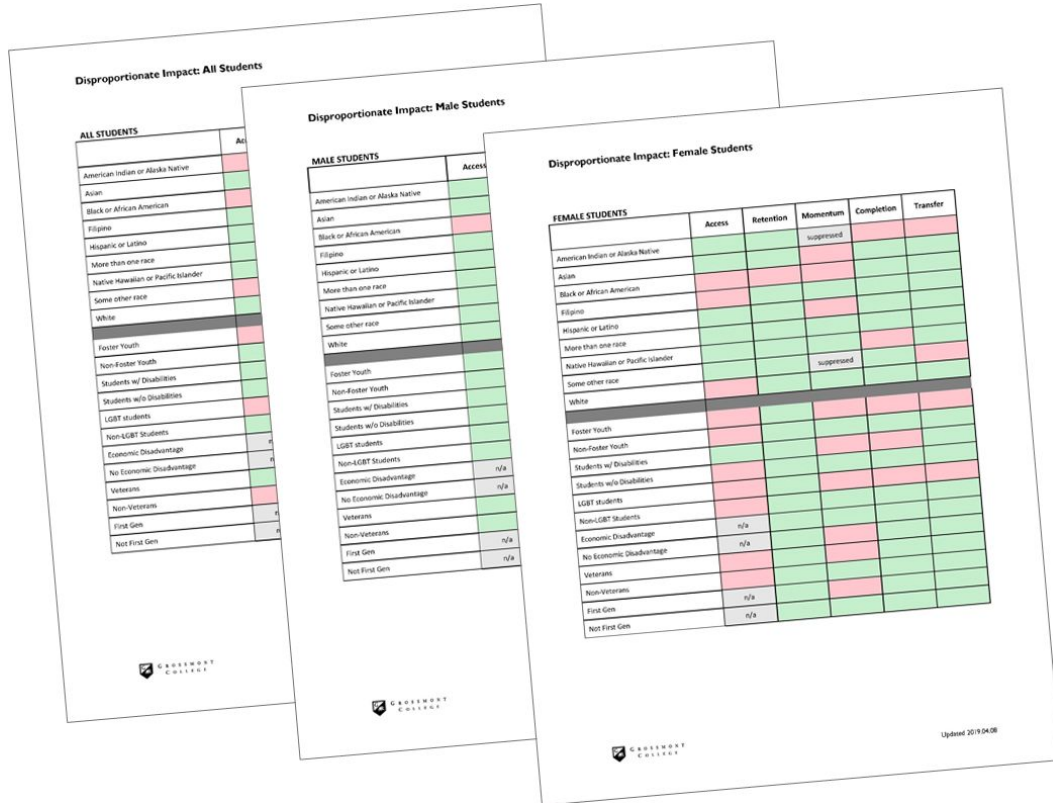 Disproportionate Impact: All Students
ALL STUDENTS
Ac
American Indian or Alaska Native
Asian
Black or African American
Filipino
Hispanic or Latino
More than one race
Native Hawaiian or Pacific Islander
Some other race
White
Foster Youth
Non-Foster Youth
Students w/ Disabilities
Students w/o Disabilities
LGBT students
Non-LGBT Students
Economic Disadvantage n
No Economic Disadvantage n
Veterans
Non-Veterans
First Gen n
Not First Gen n
GROSSMONT
COLLEGE
Disproportionate Impact: Male Students
MALE STUDENTS
Access
American Indian or Alaska Native
Asian
Black or African American
Filipino
Hispanic or Latino
More than one race
Native Hawaiian or Pacific Islander
Some other race
White
Foster Youth
Non-Foster Youth
Students w/ Disabilities
Students w/o Disabilities
LGBT students
Non-LGBT Students
Economic Disadvantage n/a
No Economic Disadvantage n/a
Veterans
Non-Veterans
First Gen n/a
Not First Gen n/a
GROSSMONT
COLLEGE
Disproportionate Impact: Female Students
FEMALE STUDENTS
Access Retention Momentum Completion Transfer
American Indian or Alaska Native suppressed
Asian
Black or African American
Filipino
Hispanic or Latino
More than one race
Native Hawaiian or Pacific Islander
Some other race suppressed
White
Foster Youth
Non-Foster Youth
Students w/ Disabilities
Students w/o Disabilities
LGBT students
Non-LGBT Students
Economic Disadvantage n/a
No Economic Disadvantage n/a
Veterans
Non-Veterans
First Gen n/a
Not First Gen n/a
GROSSMONT
COLLEGE
Updated 2019.04.08